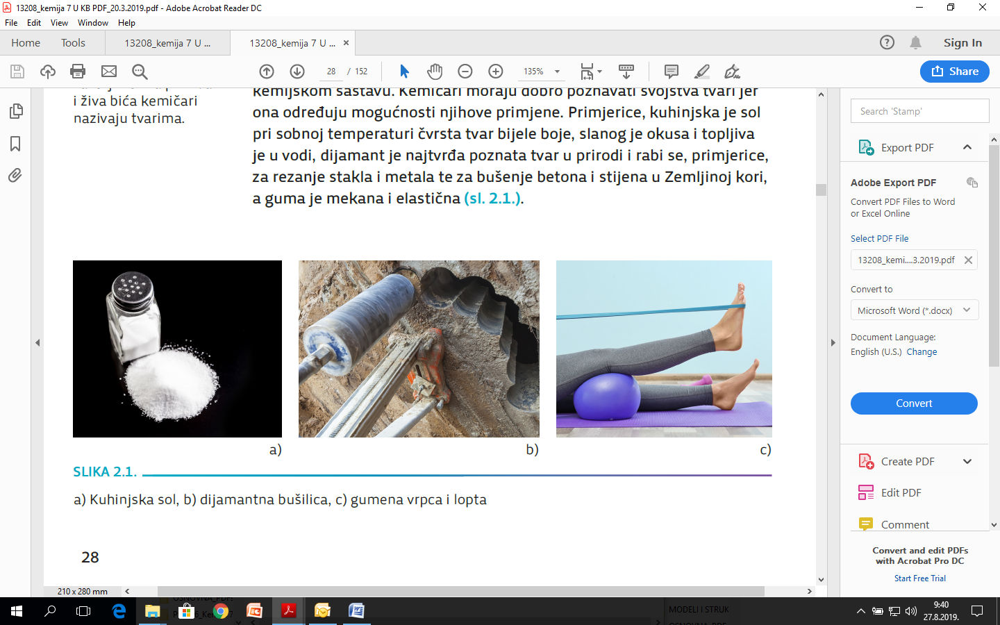 13208_kemija 7 U KB PDF_20.3.2019.pdf - Adobe Acrobat Reader DC
File Edit View Window Help
Home Tools 13208_kemija 7 U ... 13208_kemija 7 U ... Sign In
28 / 152 135% Share
i živa bića kemičari
nazivaju tvarima.
kemijskom sastavu. Kemičari moraju dobro poznavati svojstva tvari jer
ona određuju mogućnosti njihove primjene. Primjerice, kuhinjska je sol
pri sobnoj temperaturi čvrsta tvar bijele boje, slanog je okusa i topljiva
je u vodi, dijamant je najtvrđa poznata tvar u prirodi i rabi se, primjerice,
za rezanje stakla i metala te za bušenje betona i stijena u Zemljinoj kori,
a guma je mekana i elastična (sl. 2.1.).
a) b) c)
SLIKA 2.1.
a) Kuhinjska sol, b) dijamantna bušilica, c) gumena vrpca i lopta
28
210 x 280 mm
Search 'Stamp'
Export PDF
Adobe Export PDF
Convert PDF Files to Word
or Excel Online
Select PDF File
13208_kemi....3.2019.pdf
Convert to
Microsoft Word (*.docx)
Document Language:
English (U.S.) Change
Convert
Create PDF
Edit PDF
Comment
Convert and edit PDFs
with Acrobat Pro DC
Start Free Trial
MODELI I STRUK
9:40
27.8.2019.